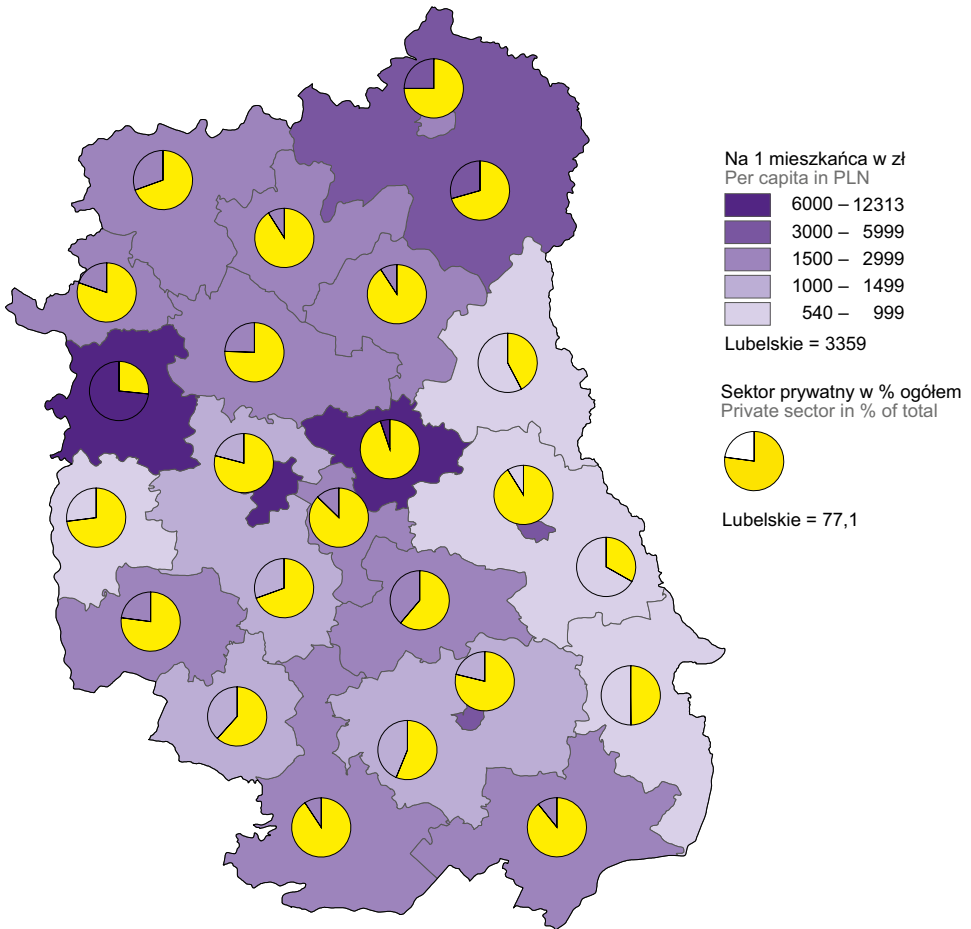 Na 1 mieszkańca w zł
Per capita in PLN
6000 – 12313
3000 – 5999
1500 – 2999
1000 – 1499
540 – 999
Lubelskie = 3359
Sektor prywatny w % ogółem
Private sector in % of total
Lubelskie = 77,1